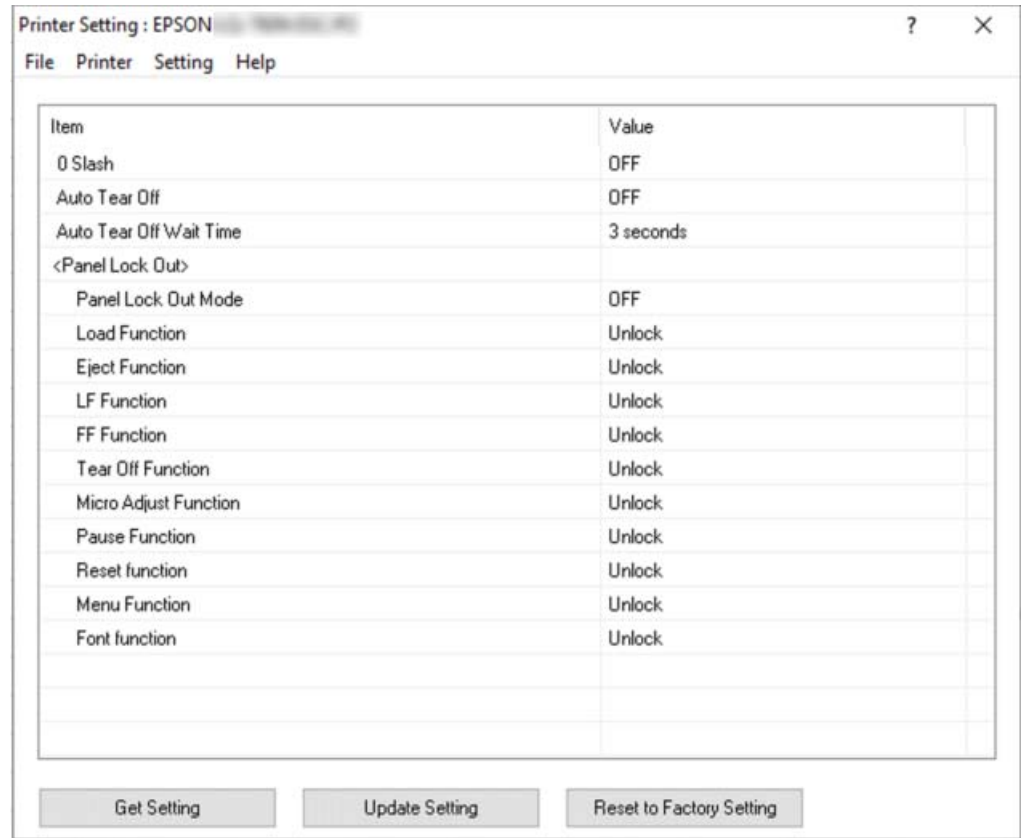 Printer Setting : EPSON
? ×
File Printer Setting Help
Item Value
0 Slash OFF
Auto Tear Off OFF
Auto Tear Off Wait Time 3 seconds
<Panel Lock Out>
Panel Lock Out Mode OFF
Load Function Unlock
Eject Function Unlock
LF Function Unlock
FF Function Unlock
Tear Off Function Unlock
Micro Adjust Function Unlock
Pause Function Unlock
Reset function Unlock
Menu Function Unlock
Font function Unlock
Get Setting Update Setting Reset to Factory Setting